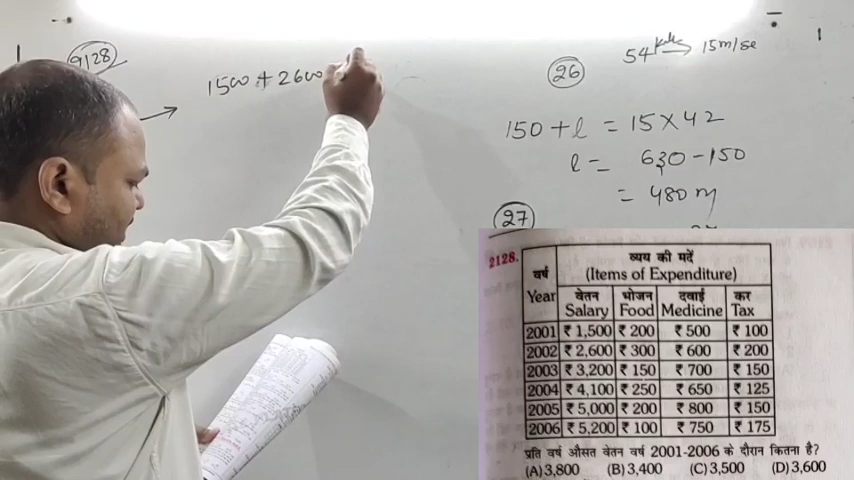 2128
1500 + 2600
26
54 kmh → 15 m/se
150 + l = 15 × 42
l = 630 - 150
= 480 m
27
2128.
वर्ष Year
व्यय की मदें
(Items of Expenditure)
वेतन Salary भोजन Food दवाई Medicine कर Tax
2001 ₹ 1,500 ₹ 200 ₹ 500 ₹ 100
2002 ₹ 2,600 ₹ 300 ₹ 600 ₹ 200
2003 ₹ 3,200 ₹ 150 ₹ 700 ₹ 150
2004 ₹ 4,100 ₹ 250 ₹ 650 ₹ 125
2005 ₹ 5,000 ₹ 200 ₹ 800 ₹ 150
2006 ₹ 5,200 ₹ 100 ₹ 750 ₹ 175
प्रति वर्ष औसत वेतन वर्ष 2001-2006 के दौरान कितना है?
(A) 3,800 (B) 3,400 (C) 3,500 (D) 3,600